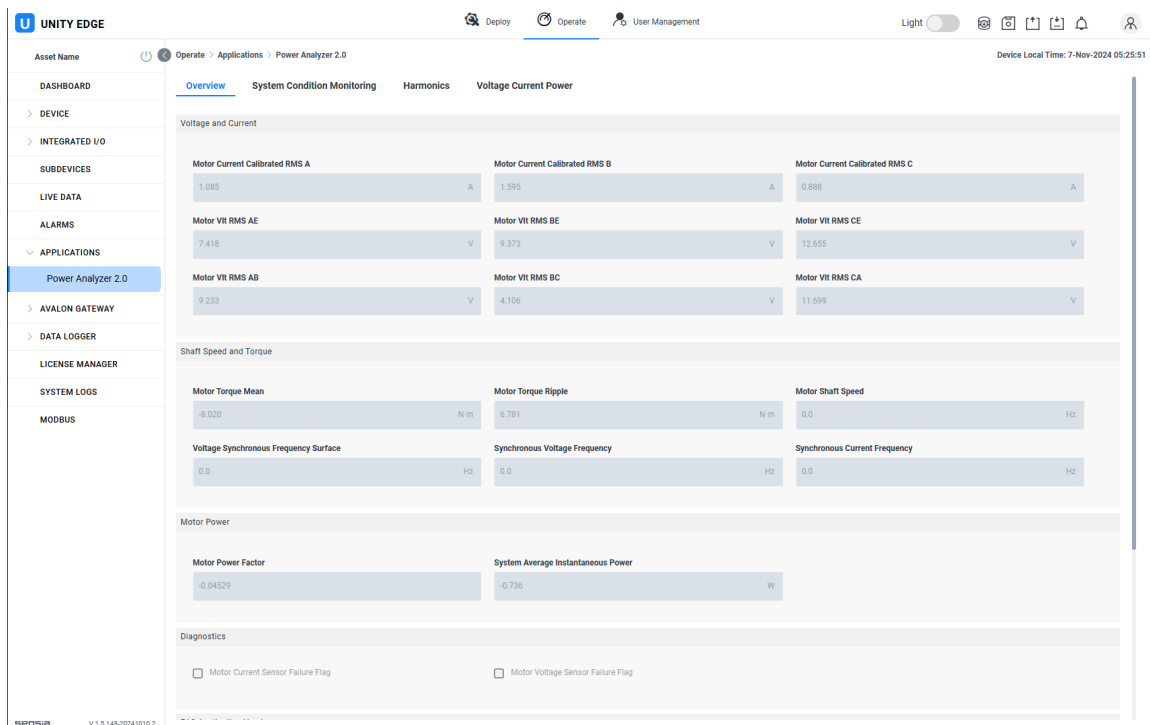 U UNITY EDGE
Deploy
Operate
User Management
Light
Asset Name
Operate > Applications > Power Analyzer 2.0
Device Local Time: 7-Nov-2024 05:25:51
DASHBOARD
DEVICE
INTEGRATED I/O
SUBDEVICES
LIVE DATA
ALARMS
APPLICATIONS
Power Analyzer 2.0
AVALON GATEWAY
DATA LOGGER
LICENSE MANAGER
SYSTEM LOGS
MODBUS
sensia V 1.5.148-20241010.2
Overview System Condition Monitoring Harmonics Voltage Current Power
Voltage and Current
Motor Current Calibrated RMS A Motor Current Calibrated RMS B Motor Current Calibrated RMS C
1.085 A 1.595 A 0.888 A
Motor Vlt RMS AE Motor Vlt RMS BE Motor Vlt RMS CE
7.418 V 9.373 V 12.655 V
Motor Vlt RMS AB Motor Vlt RMS BC Motor Vlt RMS CA
9.233 V 4.106 V 11.699 V
Shaft Speed and Torque
Motor Torque Mean Motor Torque Ripple Motor Shaft Speed
-8.020 N·m 6.781 N·m 0.0 Hz
Voltage Synchronous Frequency Surface Synchronous Voltage Frequency Synchronous Current Frequency
0.0 Hz 0.0 Hz 0.0 Hz
Motor Power
Motor Power Factor System Average Instantaneous Power
-0.04529 -0.736 W
Diagnostics
Motor Current Sensor Failure Flag Motor Voltage Sensor Failure Flag